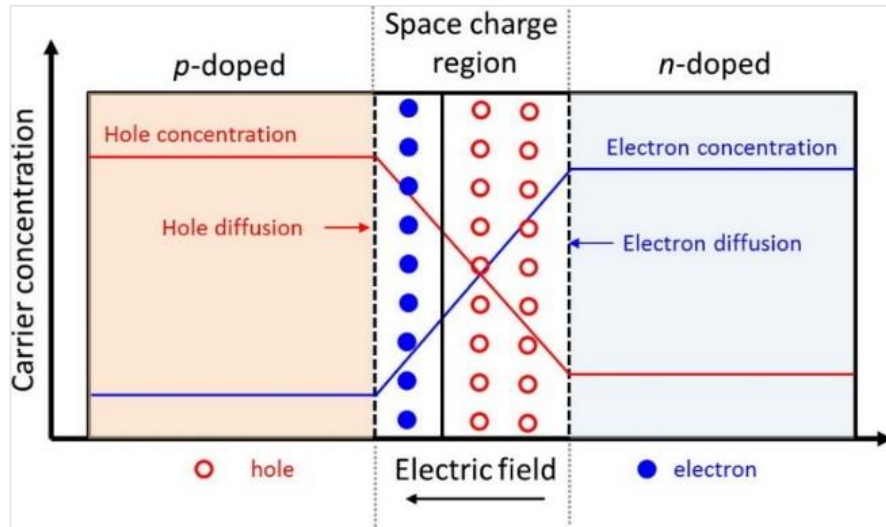 Space charge
region
p-doped
n-doped
Hole concentration
Electron concentration
Hole diffusion
Electron diffusion
Carrier concentration
hole
Electric field
electron